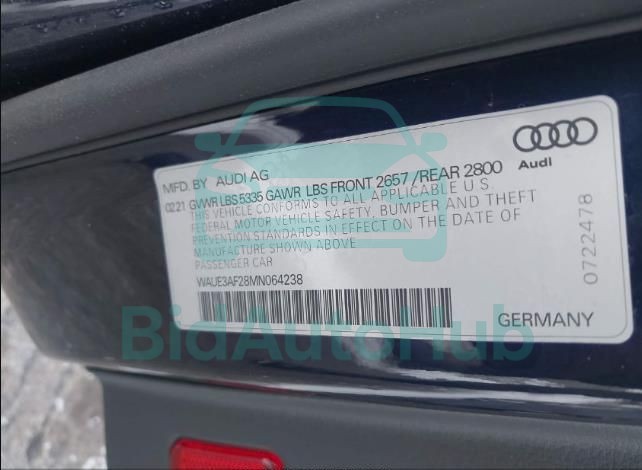 Audi
MFD. BY AUDI AG
02.21 GVWR LBS 5335 GAWR LBS FRONT 2657 /REAR 2800
THIS VEHICLE CONFORMS TO ALL APPLICABLE U.S.
FEDERAL MOTOR VEHICLE SAFETY, BUMPER AND THEFT
PREVENTION STANDARDS IN EFFECT ON THE DATE OF
MANUFACTURE SHOWN ABOVE
PASSENGER CAR
WAUE3AF28MN064238
0722478
GERMANY
BidAutoHub